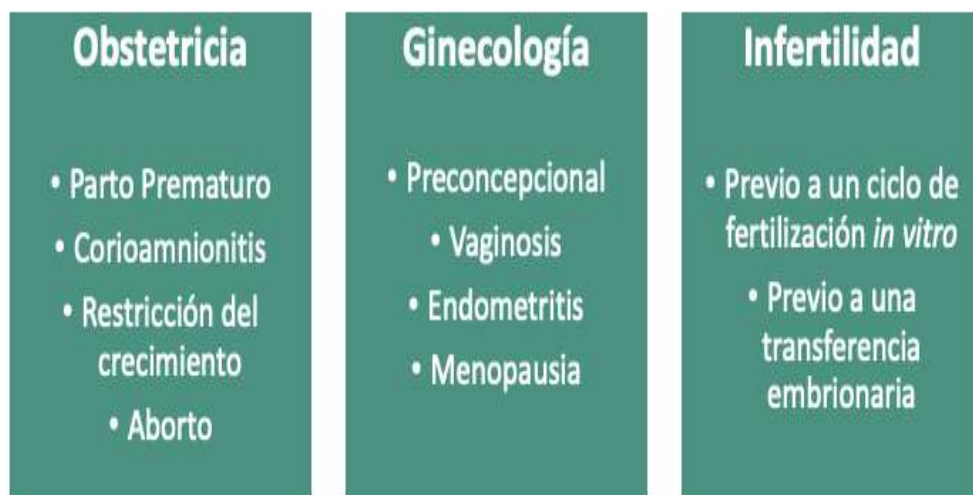 Obstetricia
• Parto Prematuro
• Corioamnionitis
• Restricción del
crecimiento
• Aborto
Ginecología
• Preconcepcional
• Vaginosis
• Endometritis
• Menopausia
Infertilidad
• Previo a un ciclo de
fertilización in vitro
• Previo a una
transferencia
embrionaria